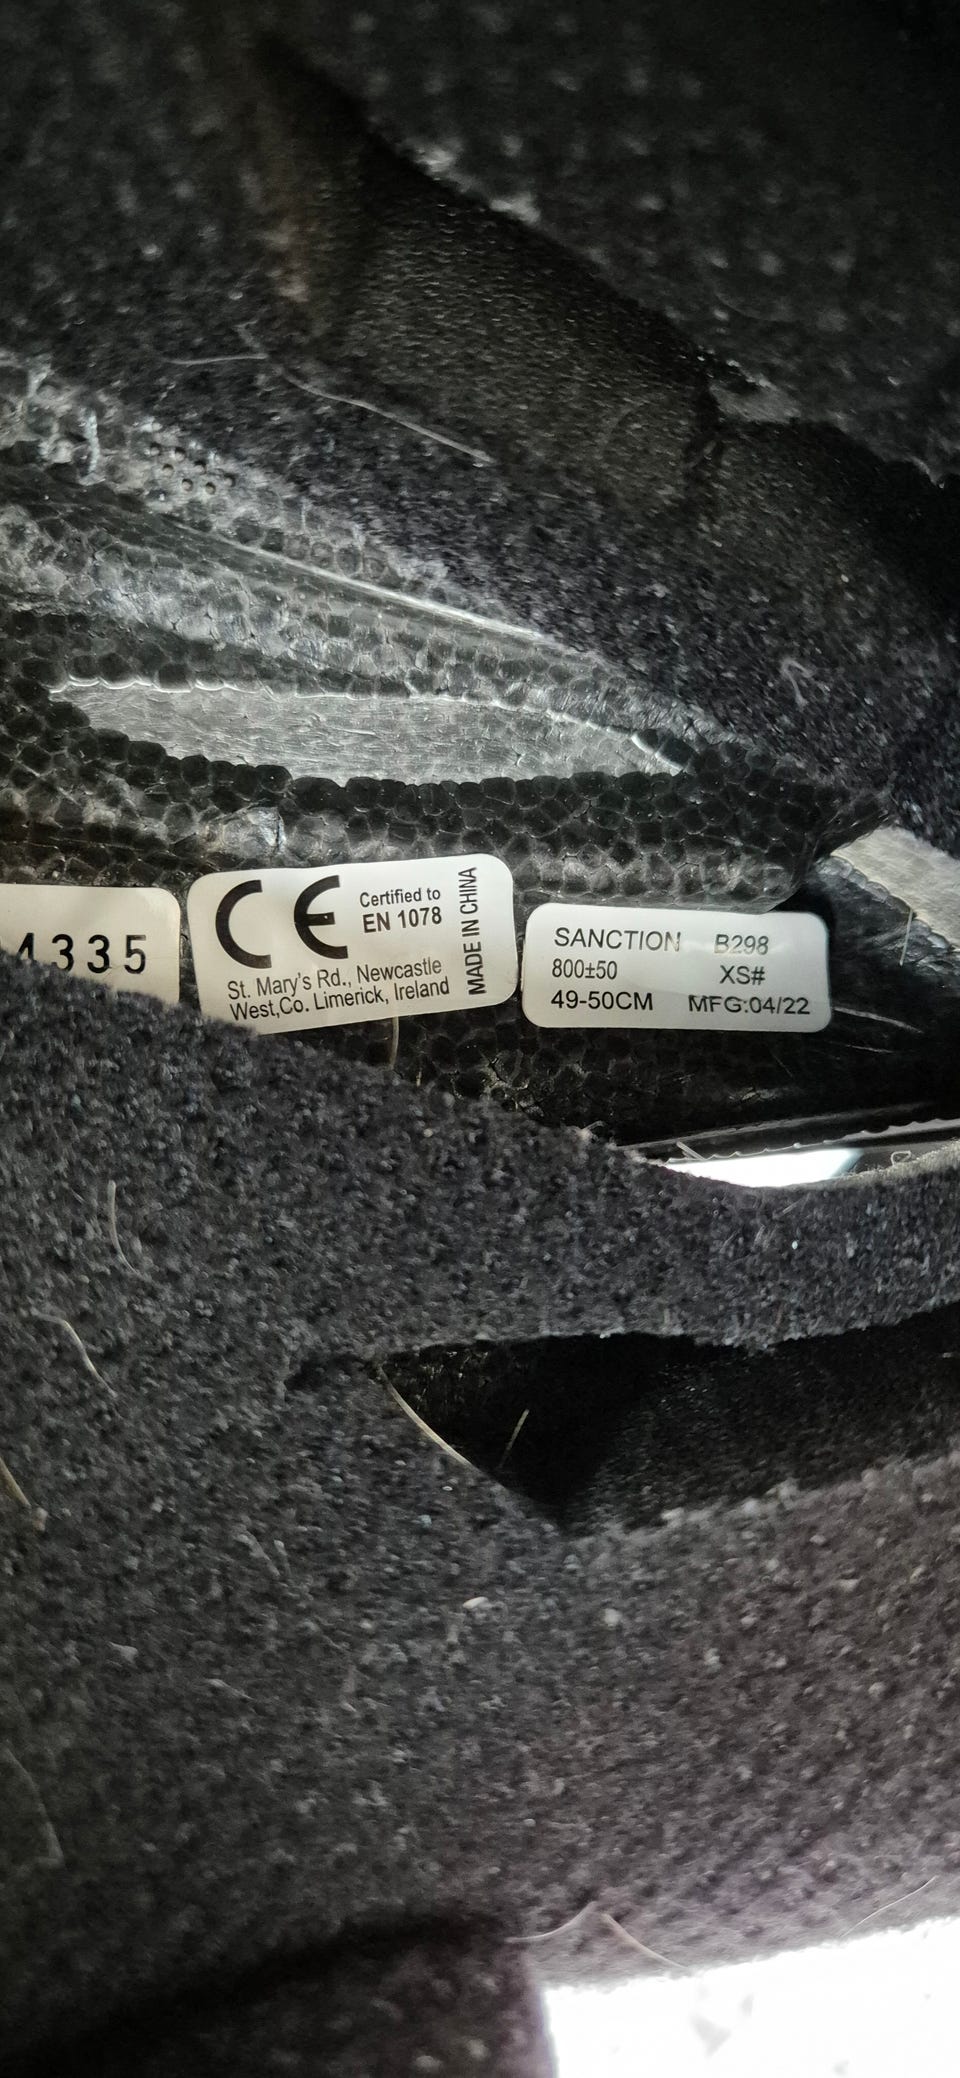 4335
CE
Certified to
EN 1078
St. Mary's Rd., Newcastle
West,Co. Limerick, Ireland
MADE IN CHINA
SANCTION B298
800±50 XS#
49-50CM MFG:04/22